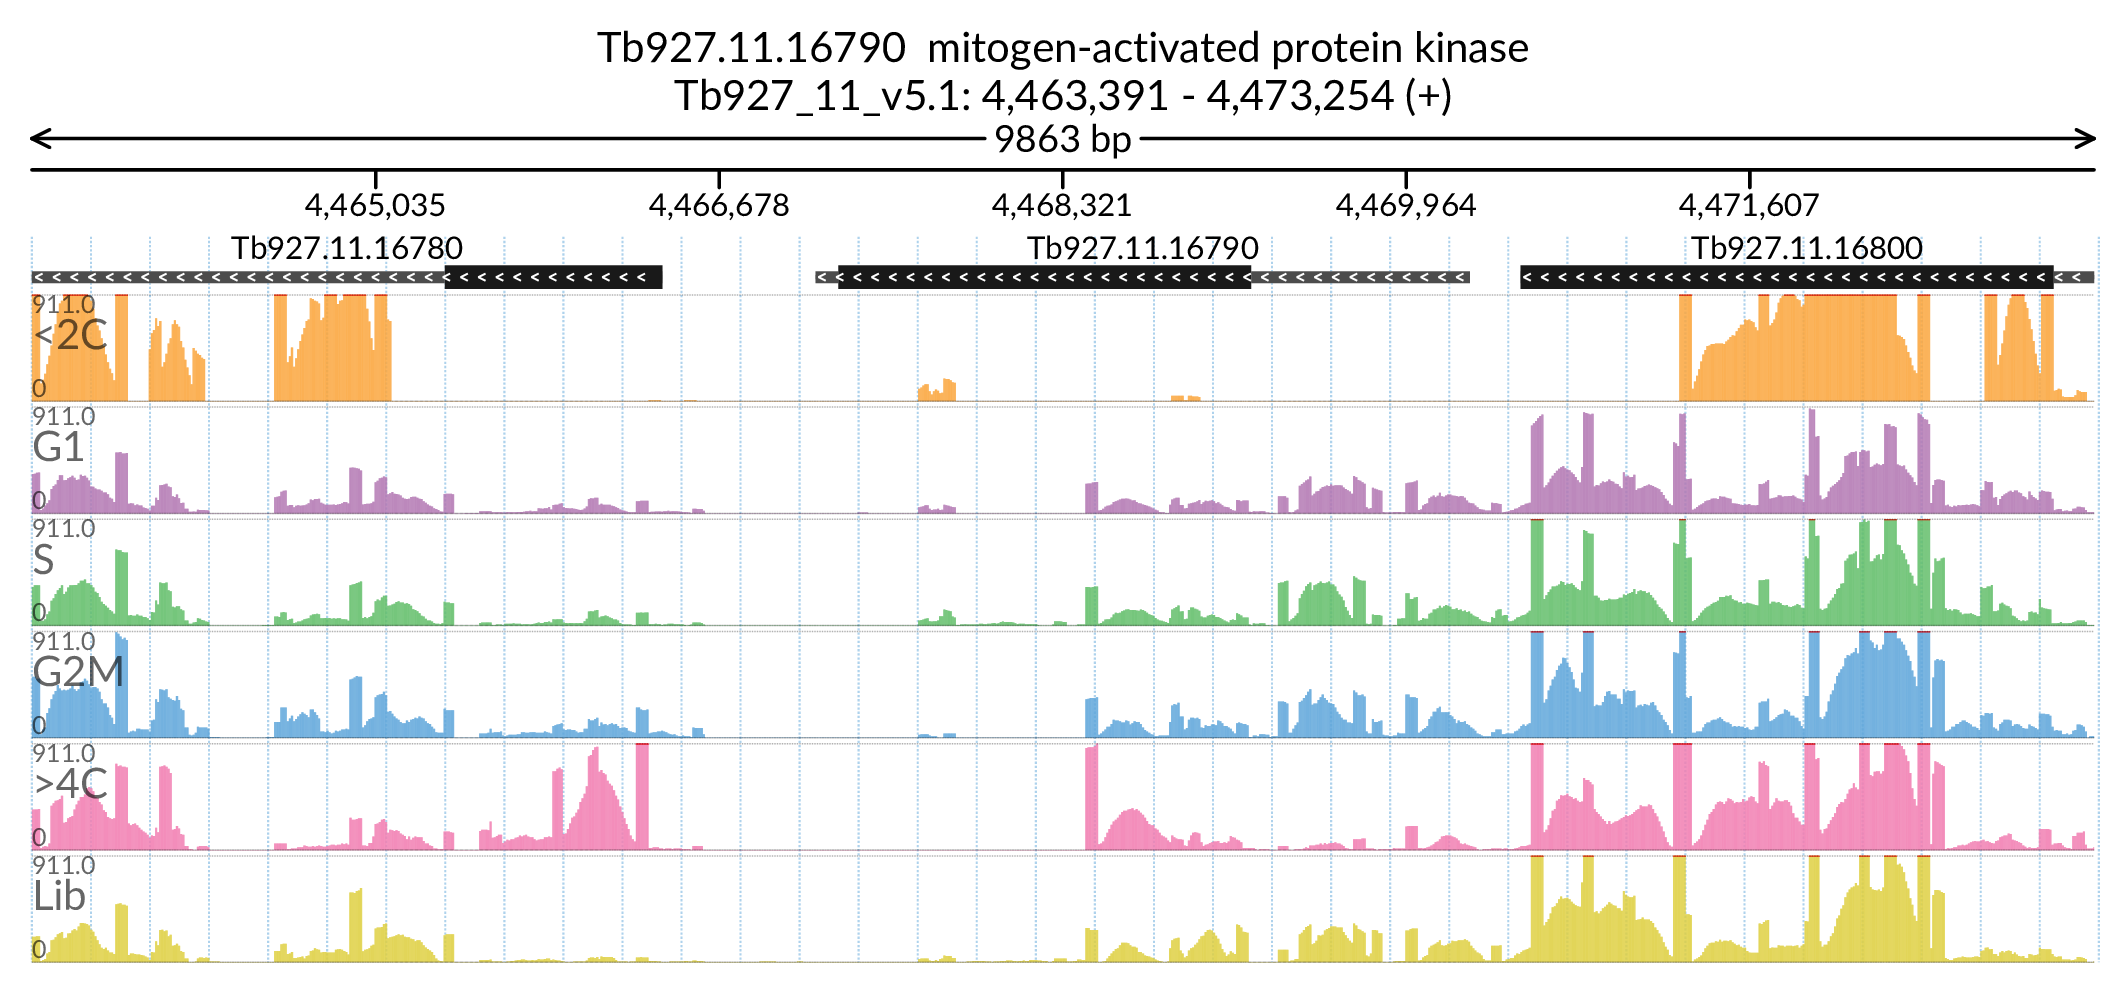 Tb927.11.16790  mitogen-activated protein kinase
Tb927_11_v5.1: 4,463,391 - 4,473,254 (+)
9863 bp
4,465,035 4,466,678 4,468,321 4,469,964 4,471,607
Tb927.11.16780 Tb927.11.16790 Tb927.11.16800
911.0
<2C
0
911.0
G1
0
911.0
S
0
911.0
G2M
0
911.0
>4C
0
911.0
Lib
0